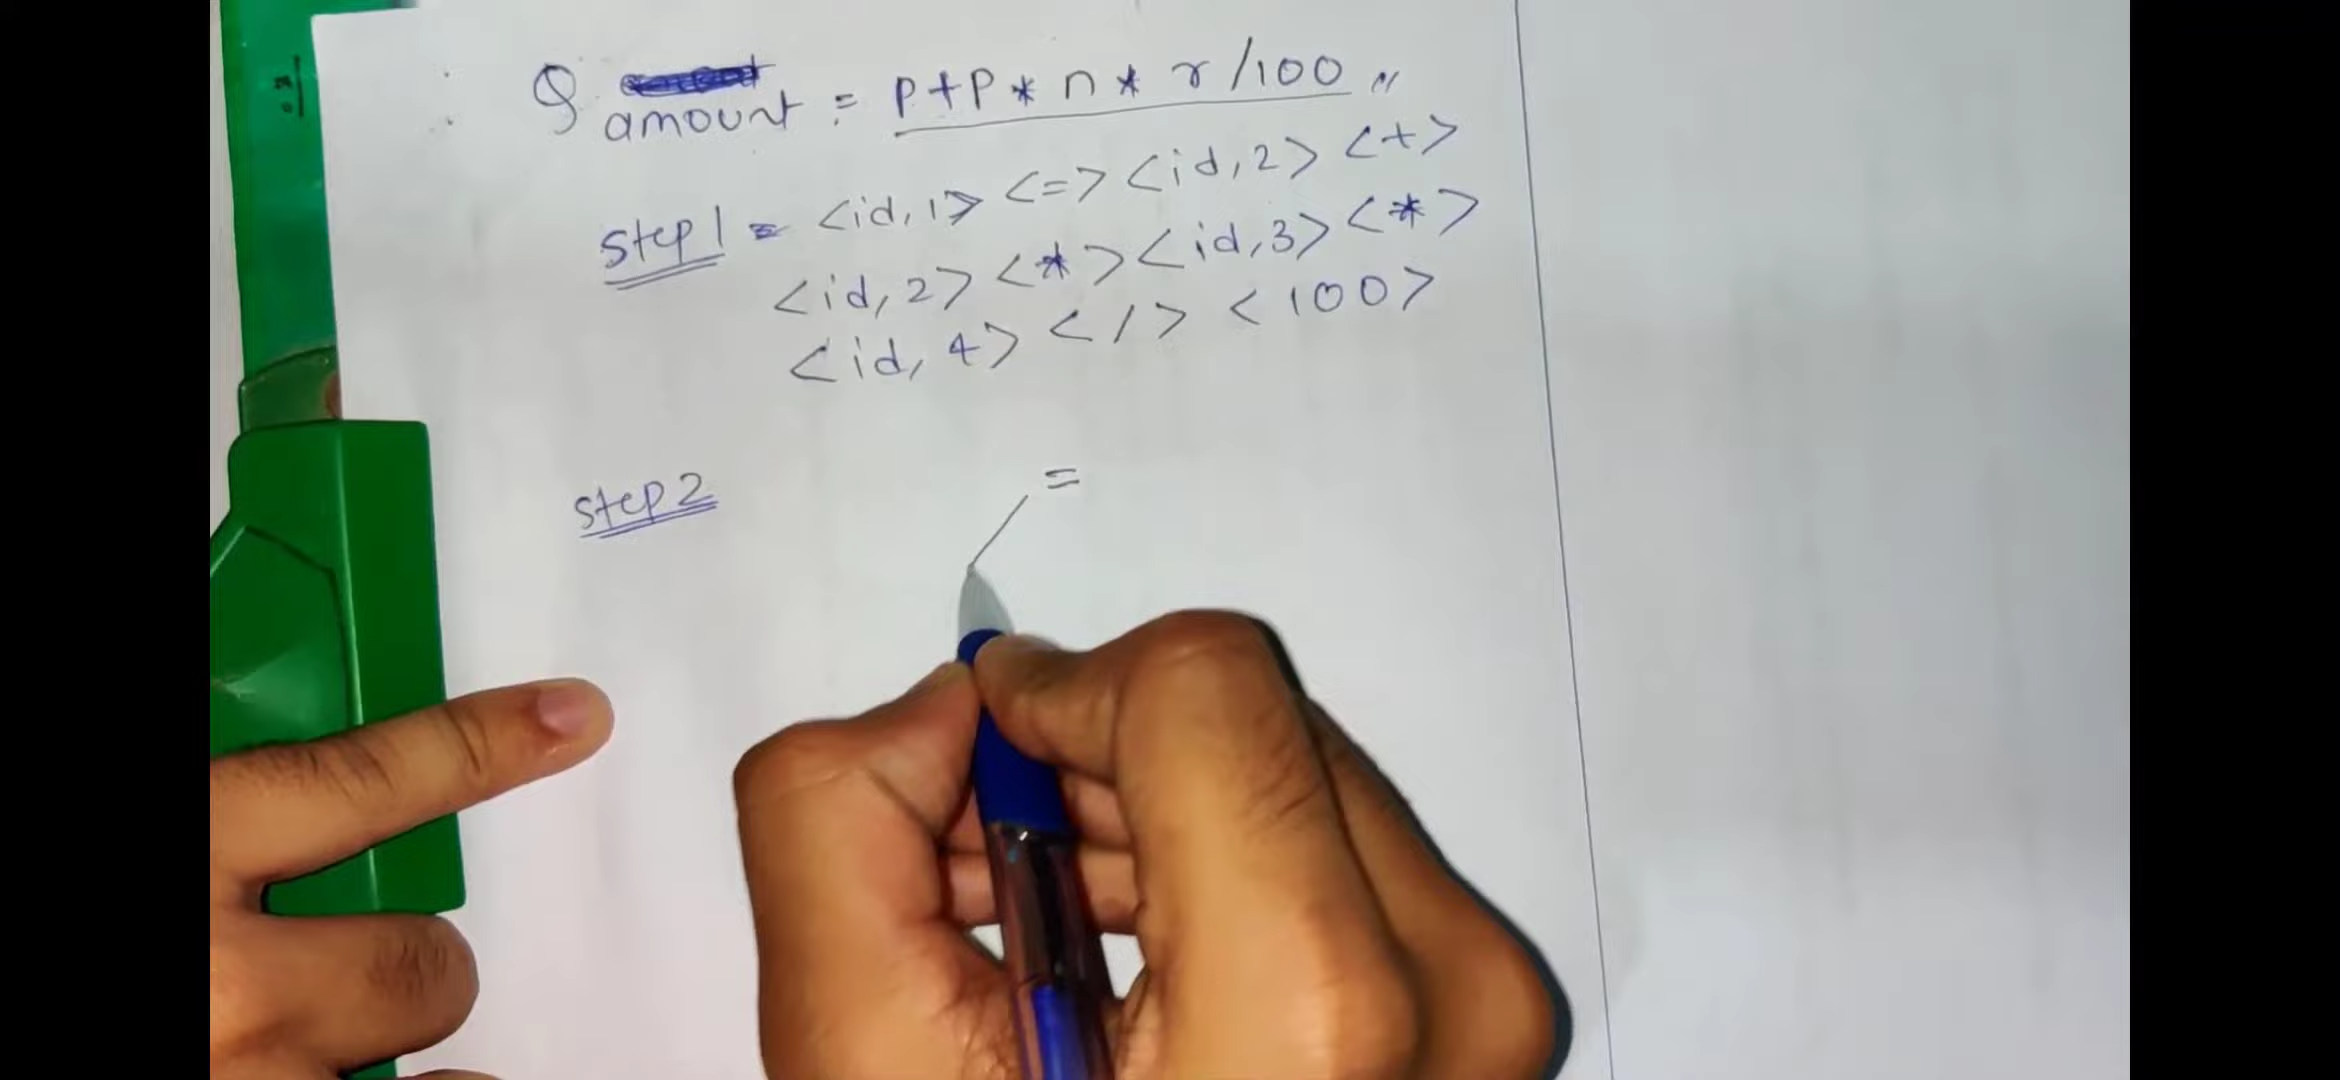 Q amount = P+P * n * r /100 "
Step 1 = <id, 1> <=> <id, 2> <+>
<id, 2> <*> <id, 3> <*>
<id, 4> </> <100>
Step 2
=